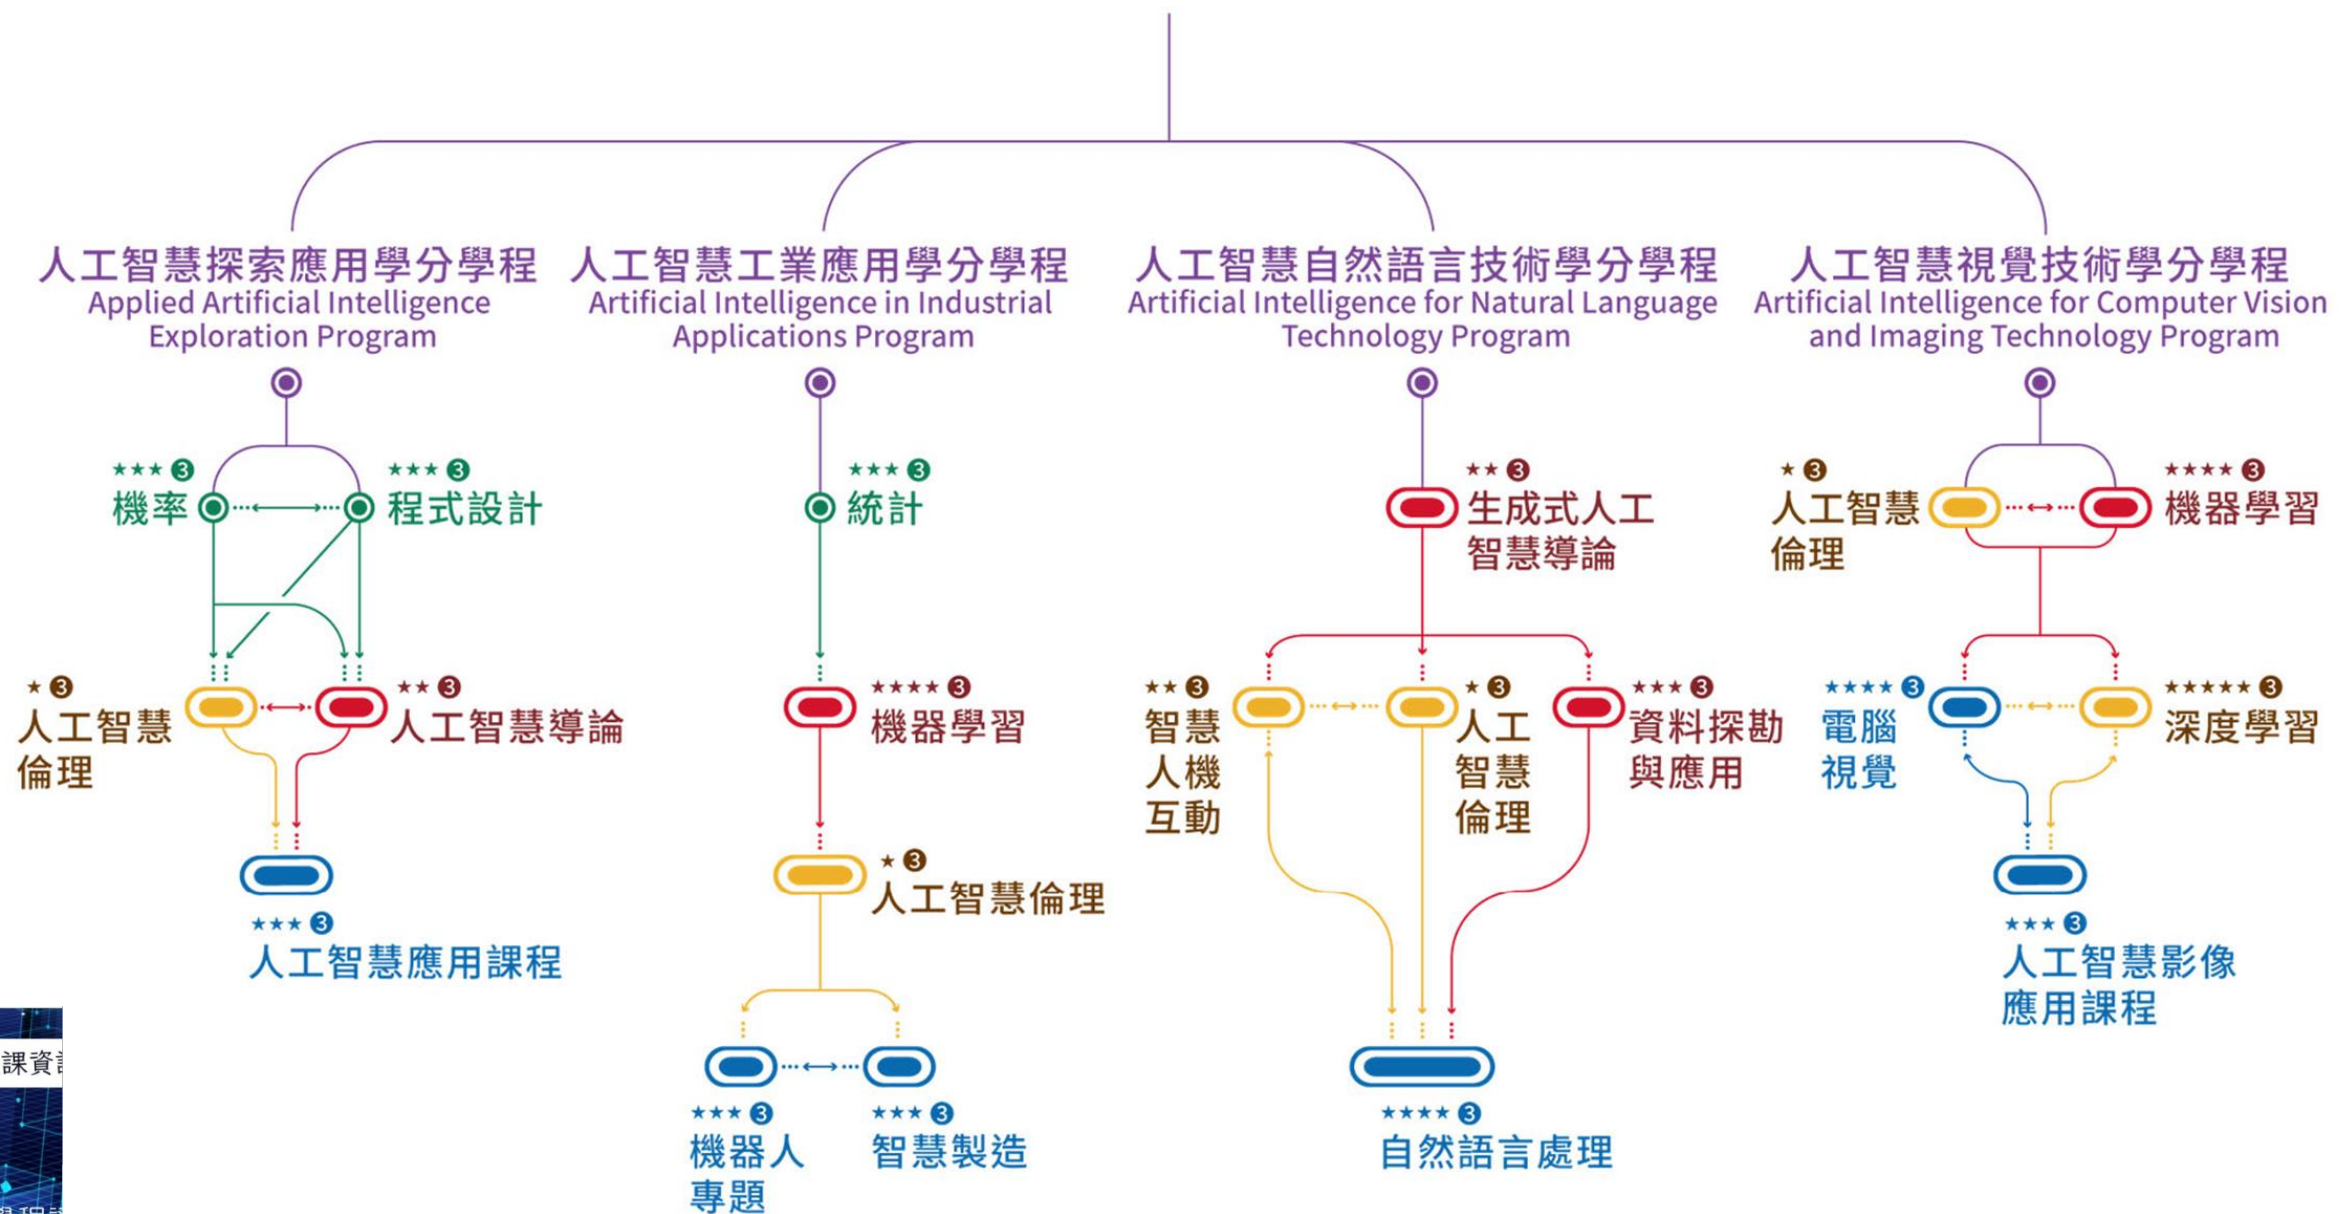 人工智慧探索應用學分學程
Applied Artificial Intelligence
Exploration Program
人工智慧工業應用學分學程
Artificial Intelligence in Industrial
Applications Program
人工智慧自然語言技術學分學程
Artificial Intelligence for Natural Language
Technology Program
人工智慧視覺技術學分學程
Artificial Intelligence for Computer Vision
and Imaging Technology Program
★★★ 3
機率
★★★ 3
程式設計
★ 3
人工智慧
倫理
★★ 3
人工智慧導論
★★★ 3
人工智慧應用課程
★★★ 3
統計
★★★★ 3
機器學習
★ 3
人工智慧倫理
★★★ 3
機器人
專題
★★★ 3
智慧製造
★★ 3
生成式人工
智慧導論
★★ 3
智慧
人機
互動
★ 3
人工
智慧
倫理
★★★ 3
資料探勘
與應用
★★★★ 3
自然語言處理
★ 3
人工智慧
倫理
★★★★ 3
機器學習
★★★★ 3
電腦
視覺
★★★★★ 3
深度學習
★★★ 3
人工智慧影像
應用課程
課資